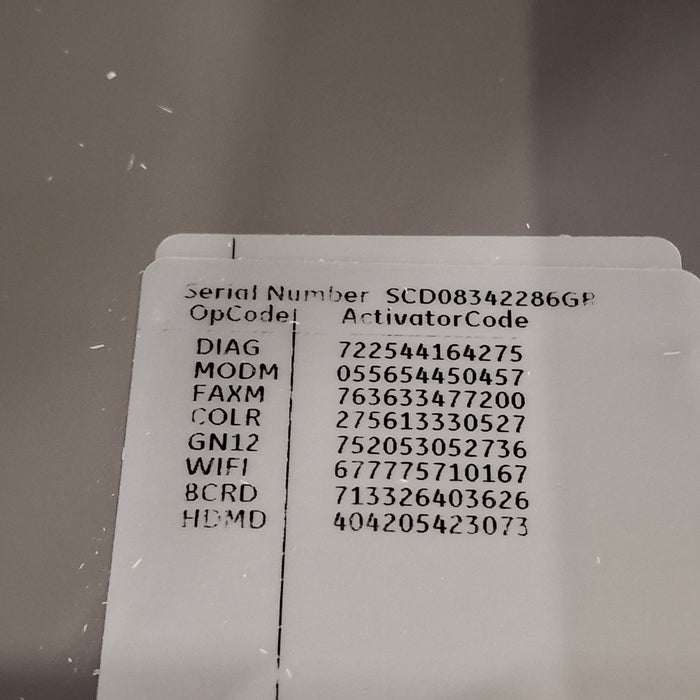 Serial Number SCD08342286GP
OpCode| ActivatorCode
DIAG 722544164275
MODM 055654450457
FAXM 763633477200
COLR 275613330527
GN12 752053052736
WIFI 677775710167
BCRD 713326403626
HDMD 404205423073